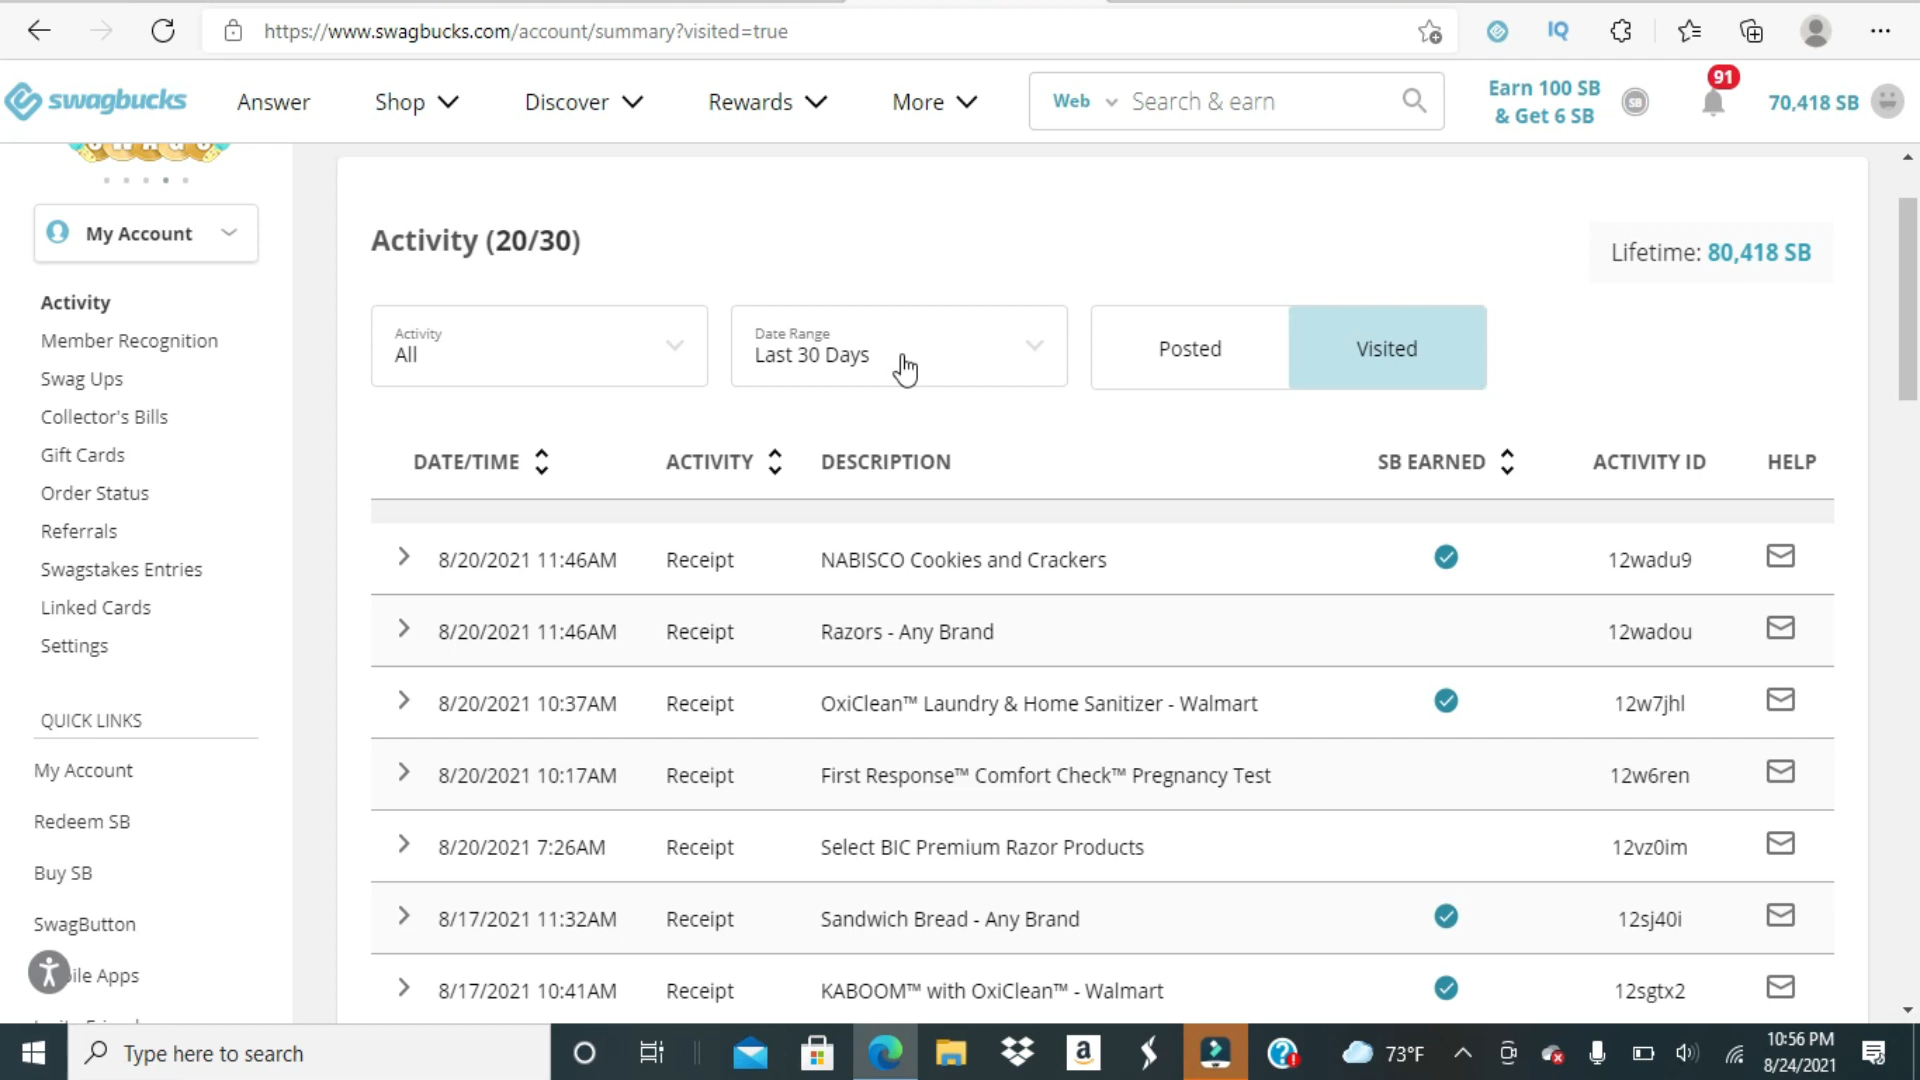 https://www.swagbucks.com/account/summary?visited=true
IQ
swagbucks
Answer
Shop
Discover
Rewards
More
Web
Search & earn
Earn 100 SB
& Get 6 SB
SB
91
70,418 SB
My Account
Activity
Member Recognition
Swag Ups
Collector's Bills
Gift Cards
Order Status
Referrals
Swagstakes Entries
Linked Cards
Settings
QUICK LINKS
My Account
Redeem SB
Buy SB
SwagButton
ile Apps
Activity (20/30)
Lifetime: 80,418 SB
Activity
All
Date Range
Last 30 Days
Posted
Visited
DATE/TIME ACTIVITY DESCRIPTION SB EARNED ACTIVITY ID HELP
8/20/2021 11:46AM Receipt NABISCO Cookies and Crackers 12wadu9
8/20/2021 11:46AM Receipt Razors - Any Brand 12wadou
8/20/2021 10:37AM Receipt OxiClean™ Laundry & Home Sanitizer - Walmart 12w7jhl
8/20/2021 10:17AM Receipt First Response™ Comfort Check™ Pregnancy Test 12w6ren
8/20/2021 7:26AM Receipt Select BIC Premium Razor Products 12vz0im
8/17/2021 11:32AM Receipt Sandwich Bread - Any Brand 12sj40i
8/17/2021 10:41AM Receipt KABOOM™ with OxiClean™ - Walmart 12sgtx2
Type here to search
a
73°F
10:56 PM
8/24/2021